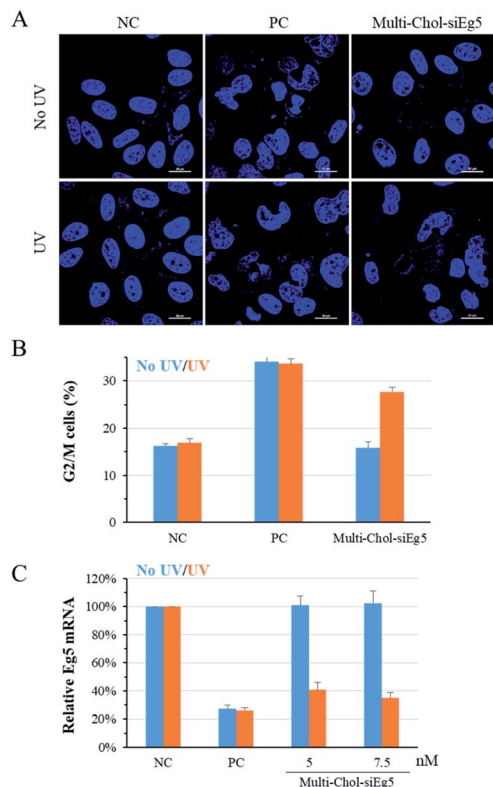 A
NC PC Multi-Chol-siEg5
No UV
UV
B
No UV/UV
G2/M cells (%)
30
20
10
0
NC PC Multi-Chol-siEg5
C
No UV/UV
Relative Eg5 mRNA
120%
100%
80%
60%
40%
20%
0%
NC PC 5 7.5 nM
Multi-Chol-siEg5